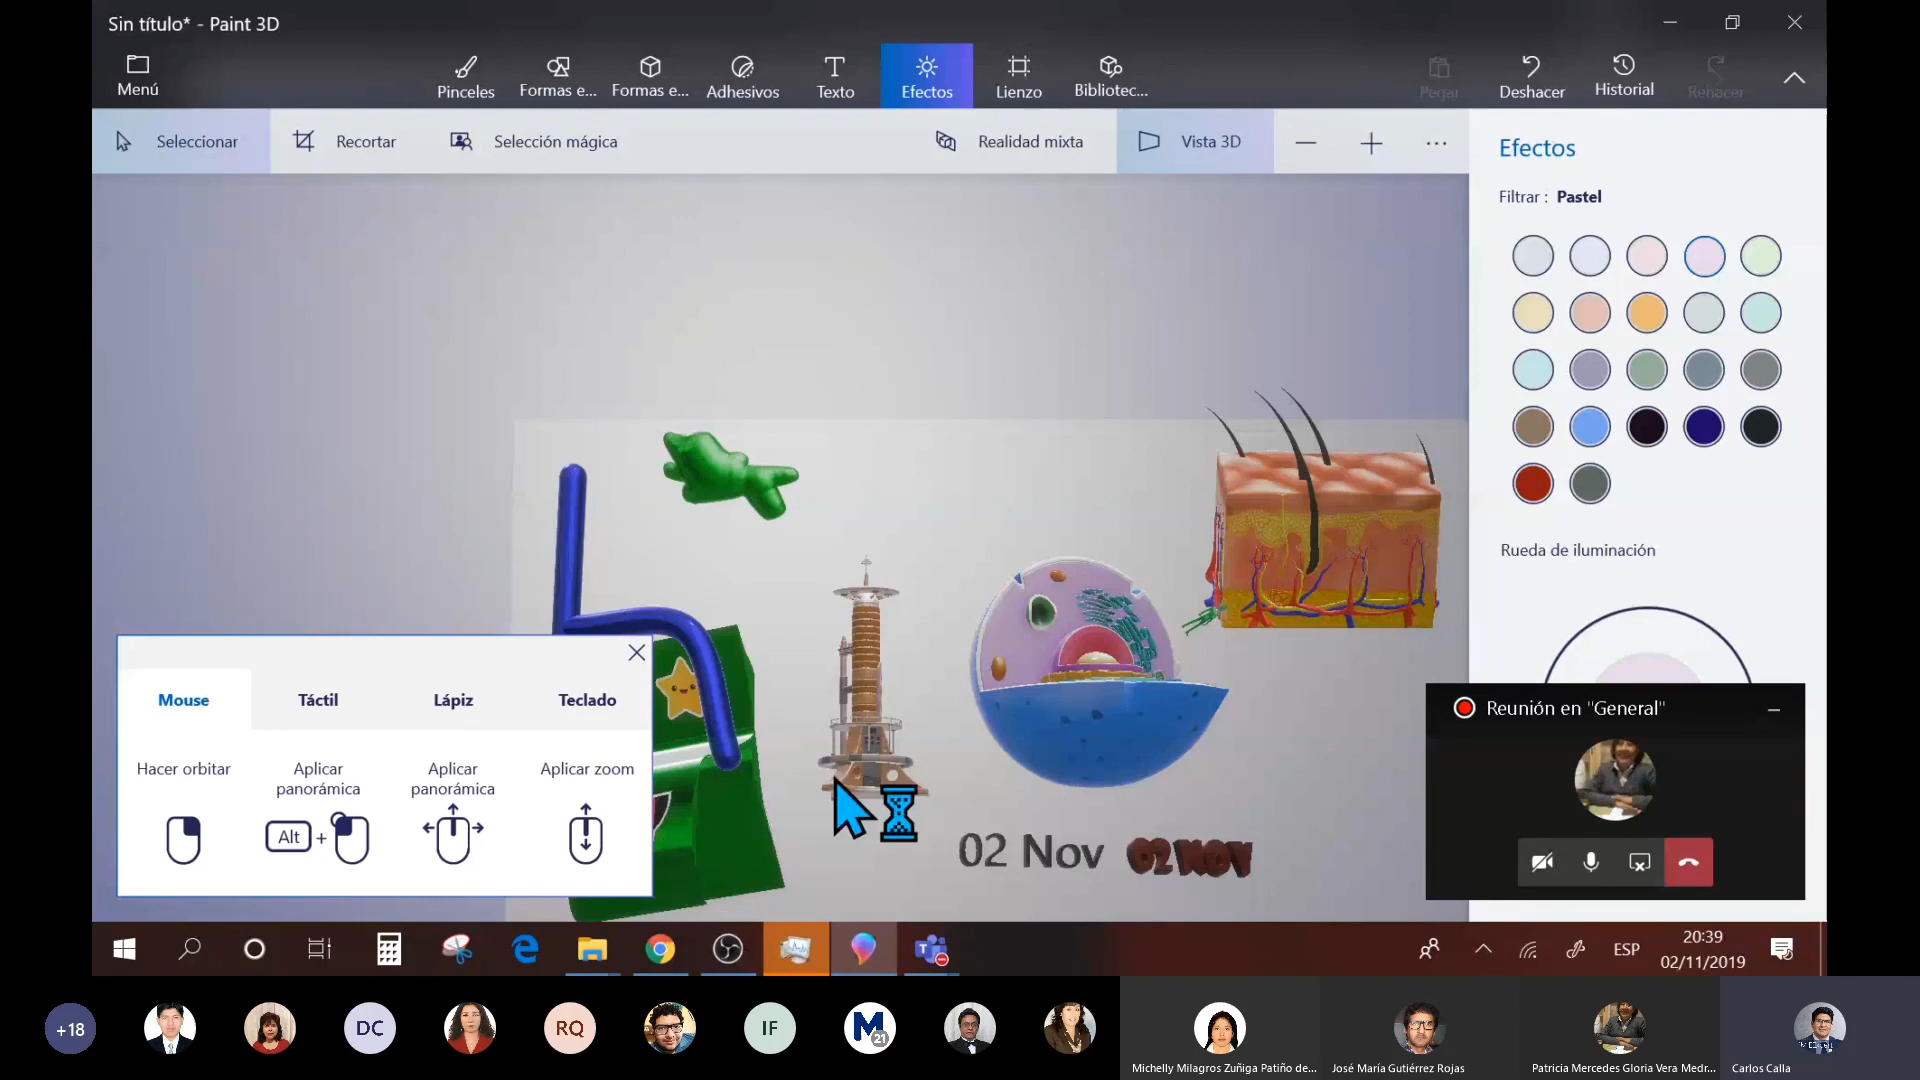 Sin título* - Paint 3D
Menú
Pinceles
Formas e...
Formas e...
Adhesivos
Texto
Efectos
Lienzo
Bibliotec...
Pegar
Deshacer
Historial
Rehacer
Seleccionar
Recortar
Selección mágica
Realidad mixta
Vista 3D
Efectos
Filtrar : Pastel
Rueda de iluminación
Mouse
Táctil
Lápiz
Teclado
Hacer orbitar
Aplicar panorámica
Aplicar panorámica
Aplicar zoom
Alt +
02 Nov
02 NOV
Reunión en "General"
ESP
20:39
02/11/2019
+18
DC
RQ
IF
M
21
Michelly Milagros Zuñiga Patiño de...
José María Gutiérrez Rojas
Patricia Mercedes Gloria Vera Medr...
Carlos Calla